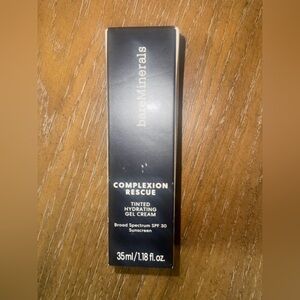 bareMinerals
COMPLEXION
RESCUE
TINTED
HYDRATING
GEL CREAM
Broad Spectrum SPF 30
Sunscreen
35ml/1.18 fl. oz.